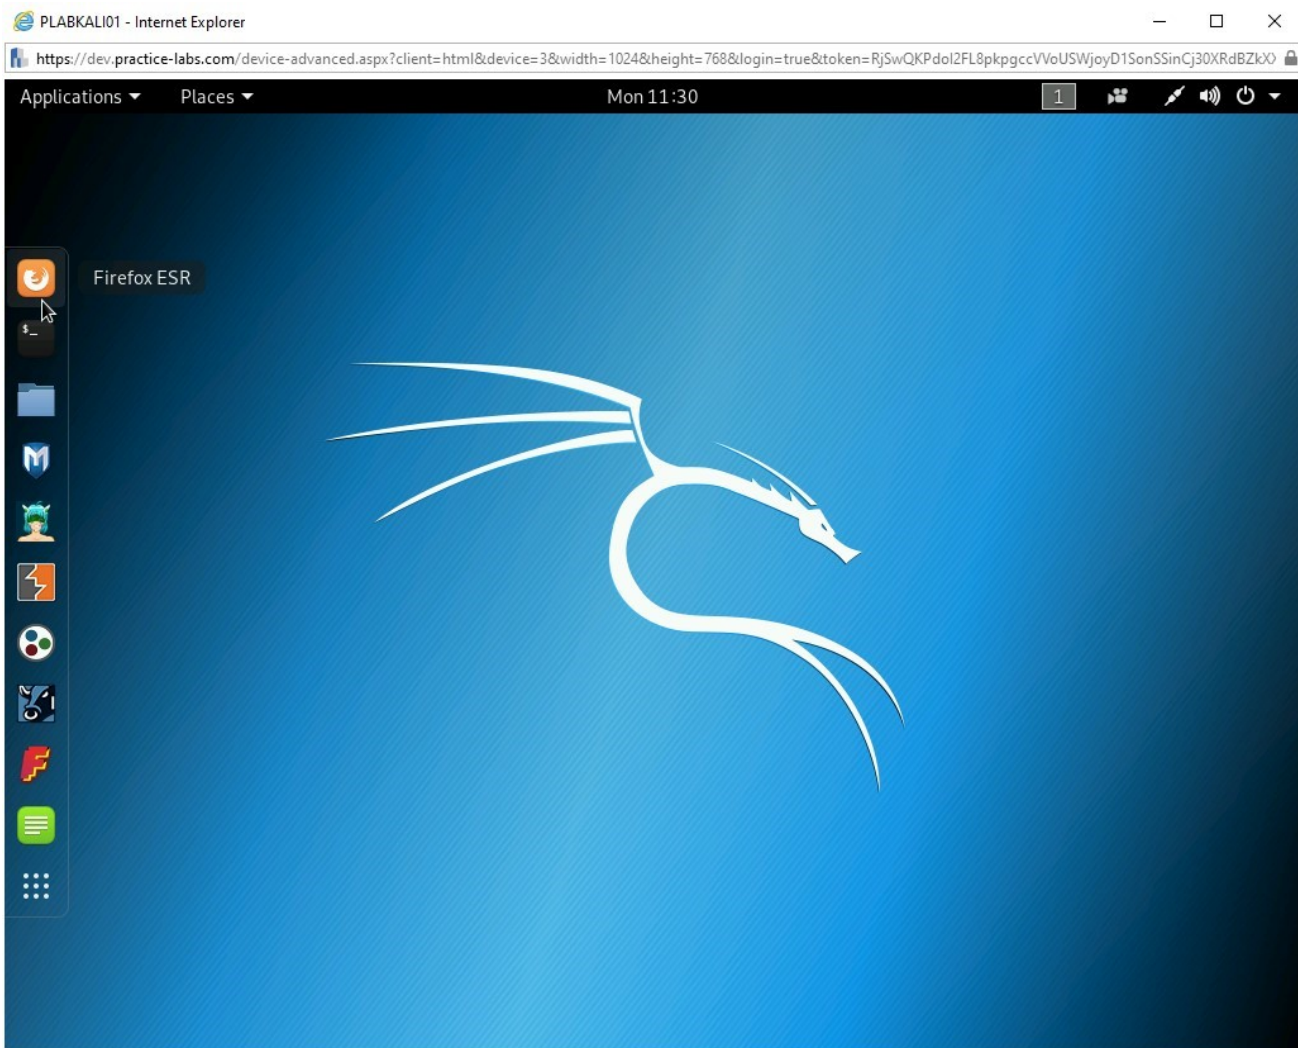 PLABKALI01 - Internet Explorer
https://dev.practice-labs.com/device-advanced.aspx?client=html&device=3&width=1024&height=768&login=true&token=RjSwQKPdoI2FL8pkpgccVVoUSWjoyD1SonSSinCj30XRdBZkX
Applications Places Mon 11:30 1
Firefox ESR
$_